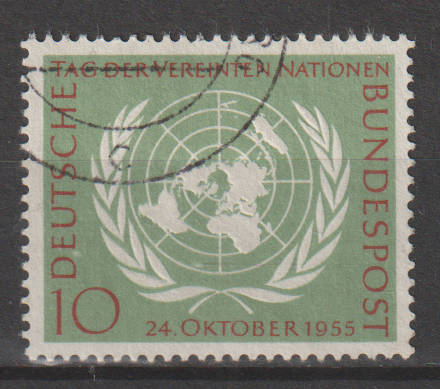 TAG DER VEREINTEN NATIONEN
DEUTSCHE
BUNDESPOST
10
24. OKTOBER 1955